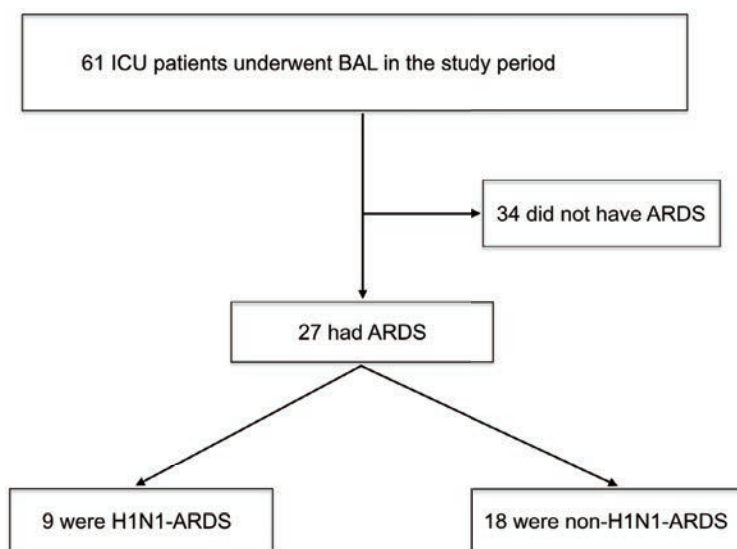 61 ICU patients underwent BAL in the study period
34 did not have ARDS
27 had ARDS
9 were H1N1-ARDS
18 were non-H1N1-ARDS